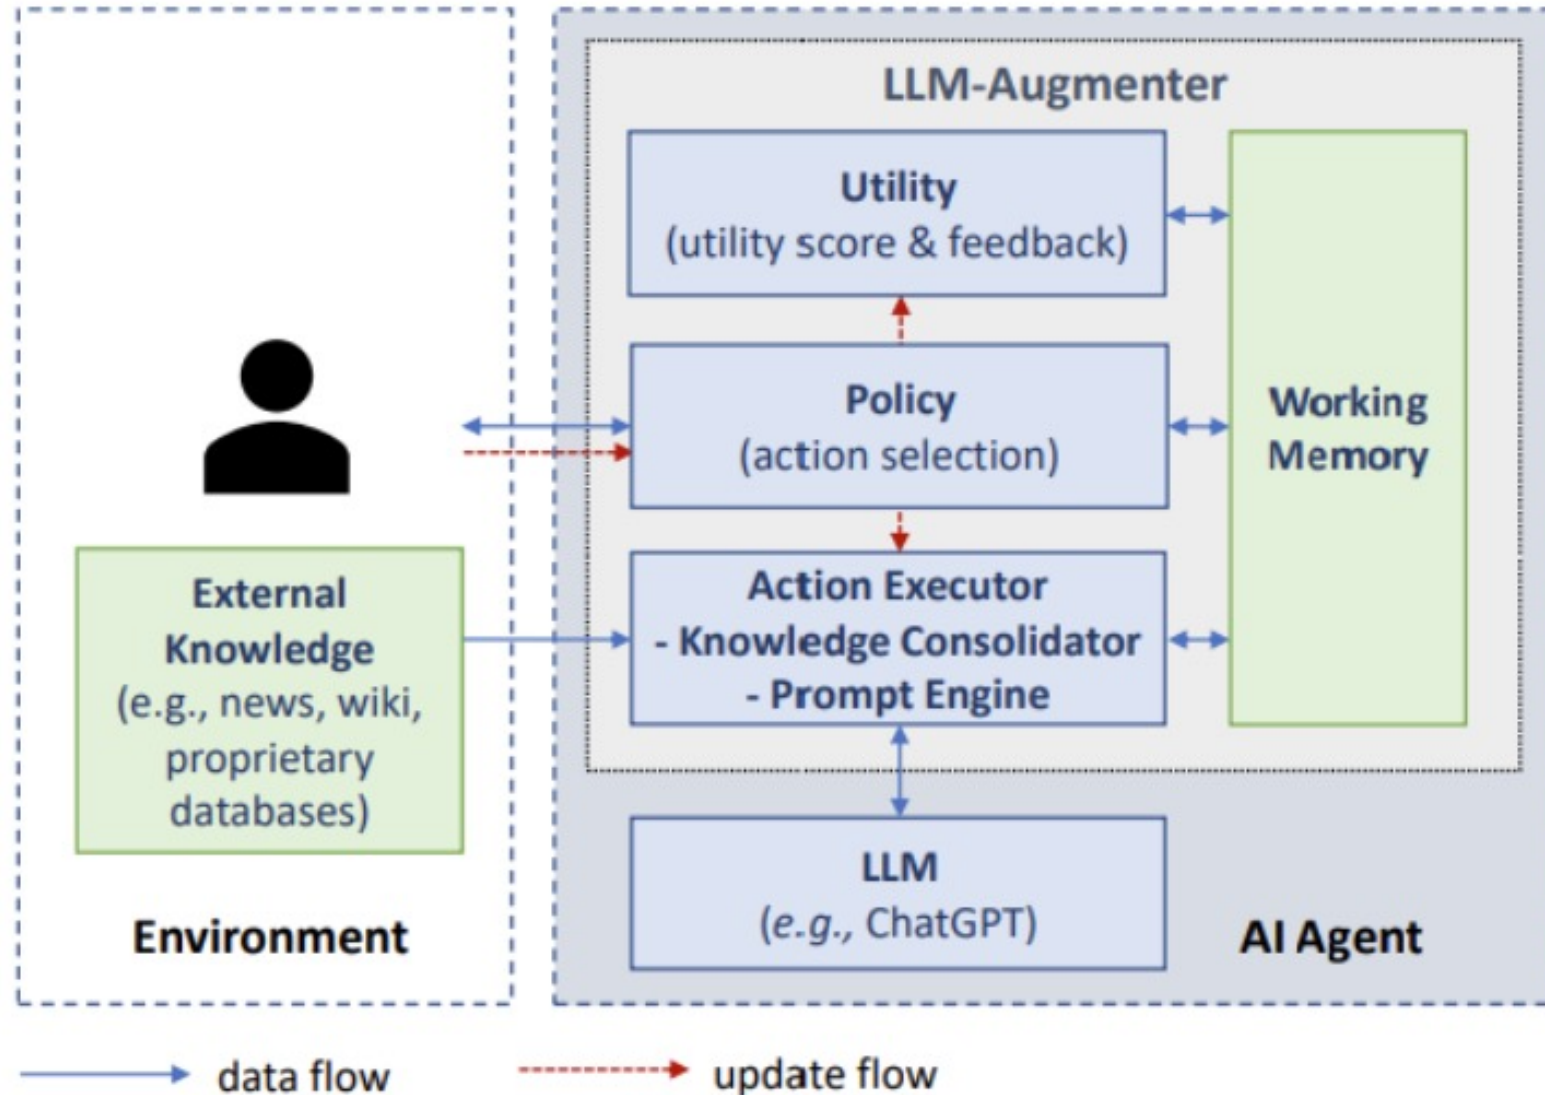 LLM-Augmenter
Utility
(utility score & feedback)
Policy
(action selection)
Working
Memory
External
Knowledge
(e.g., news, wiki,
proprietary
databases)
Action Executor
- Knowledge Consolidator
- Prompt Engine
LLM
(e.g., ChatGPT)
Environment
AI Agent
data flow
update flow